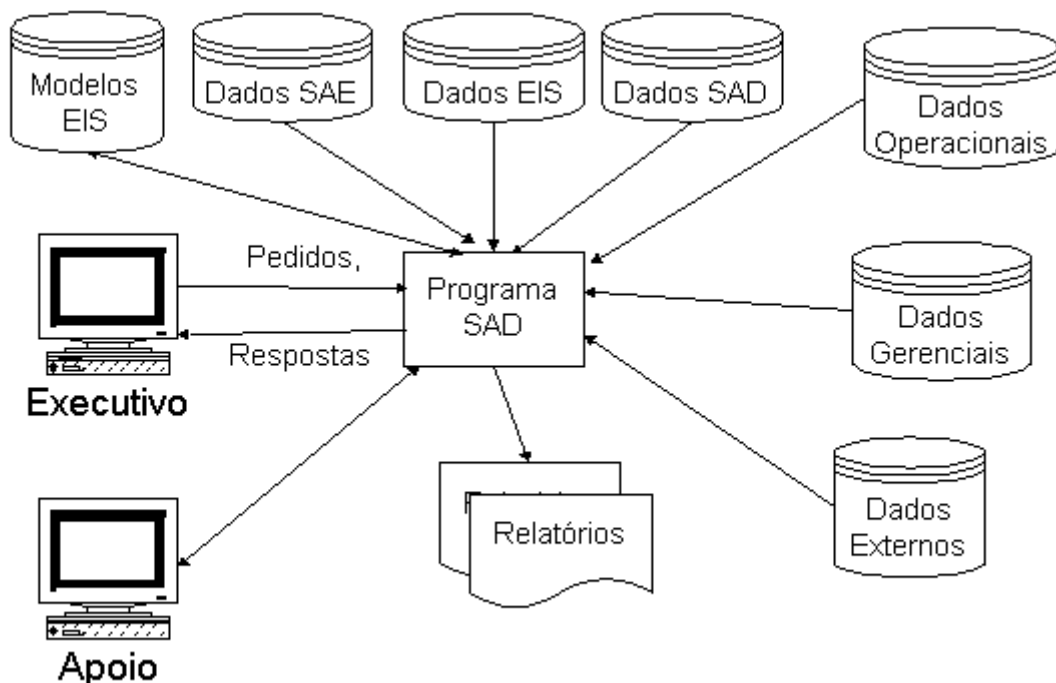 Modelos
EIS
Dados SAE
Dados EIS
Dados SAD
Dados
Operacionais
Pedidos,
Programa
SAD
Respostas
Executivo
Dados
Gerenciais
Relatórios
Dados
Externos
Apoio